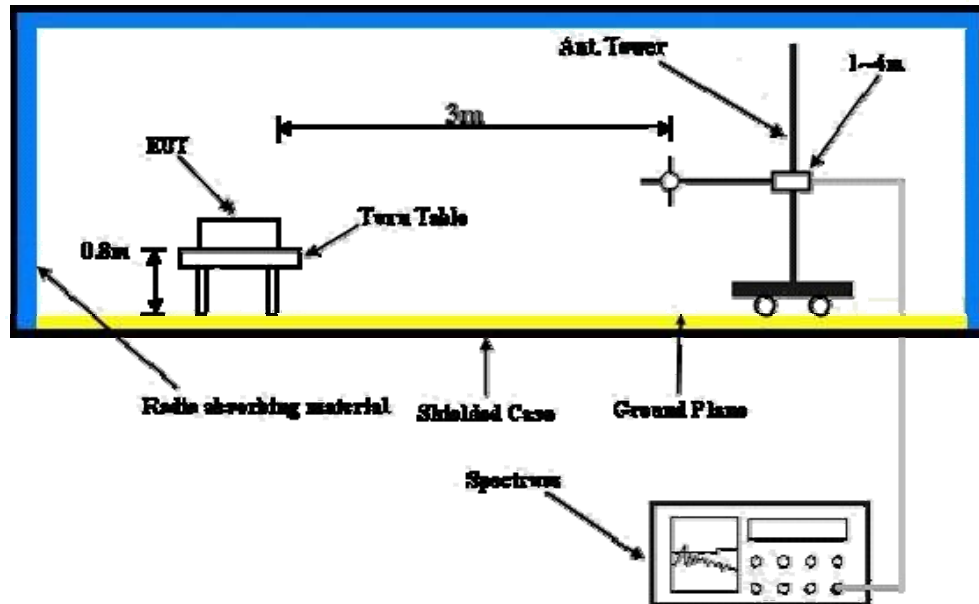 Ant. Tower
1~4m
3m
EUT
Turn Table
0.8m
Radio absorbing material
Shielded Case
Ground Plane
Spectrum